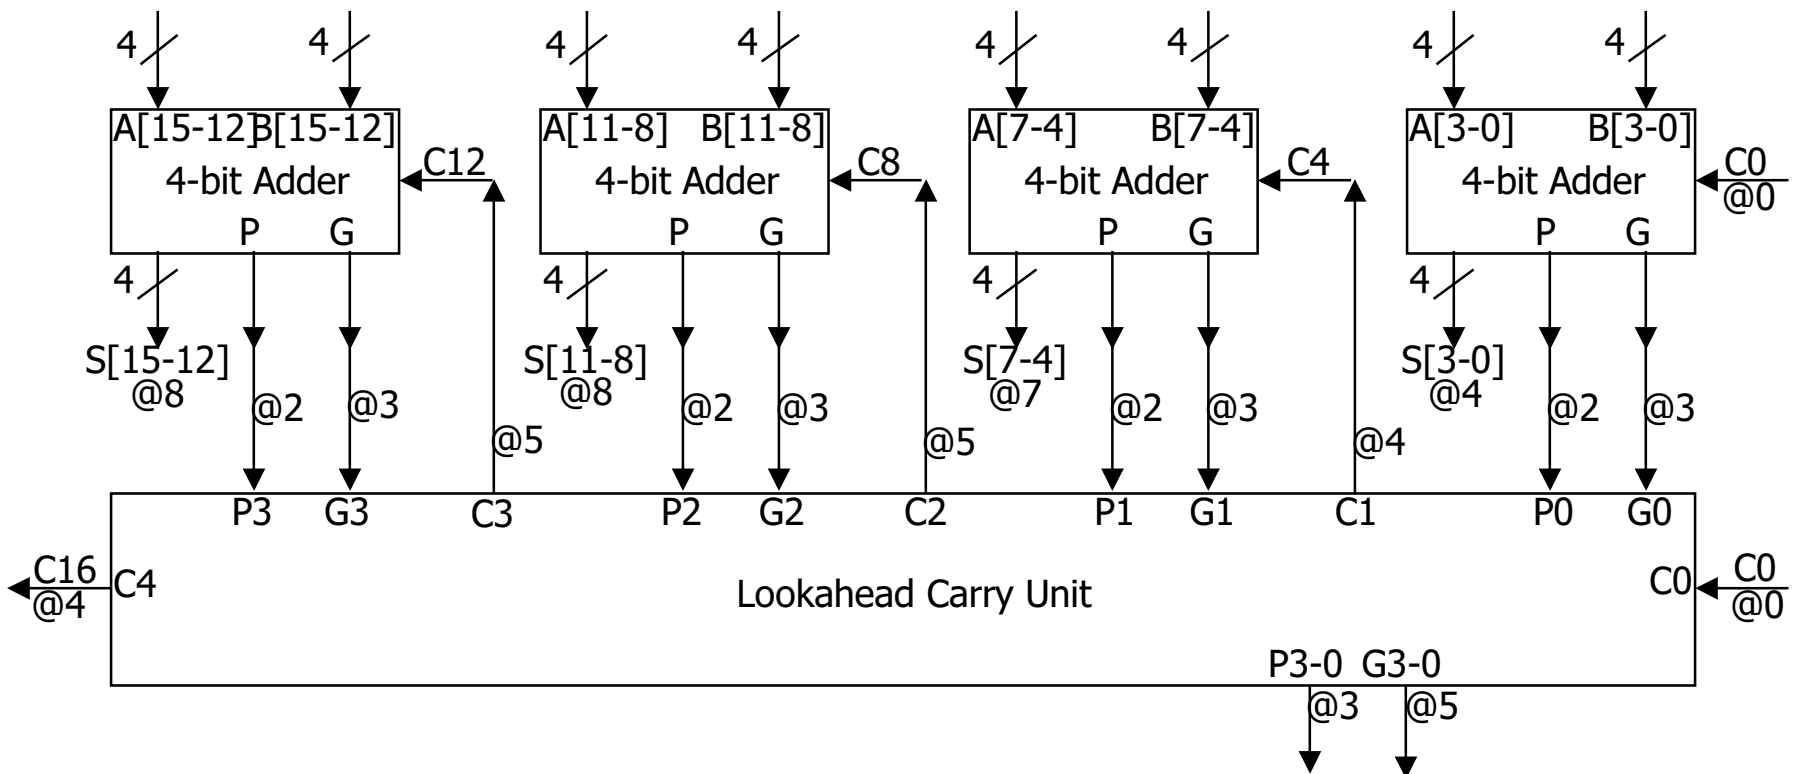 4 4 4 4 4 4 4 4
A[15-12] B[15-12] A[11-8] B[11-8] A[7-4] B[7-4] A[3-0] B[3-0]
C12 C8 C4 C0
4-bit Adder 4-bit Adder 4-bit Adder 4-bit Adder
@0
P G P G P G P G
4 4 4 4
S[15-12] S[11-8] S[7-4] S[3-0]
@8 @8 @7 @4
@2 @3 @2 @3 @2 @3 @2 @3
@5 @5 @4
P3 G3 C3 P2 G2 C2 P1 G1 C1 P0 G0
C16 C4 C0 C0
@4 Lookahead Carry Unit @0
P3-0 G3-0
@3 @5